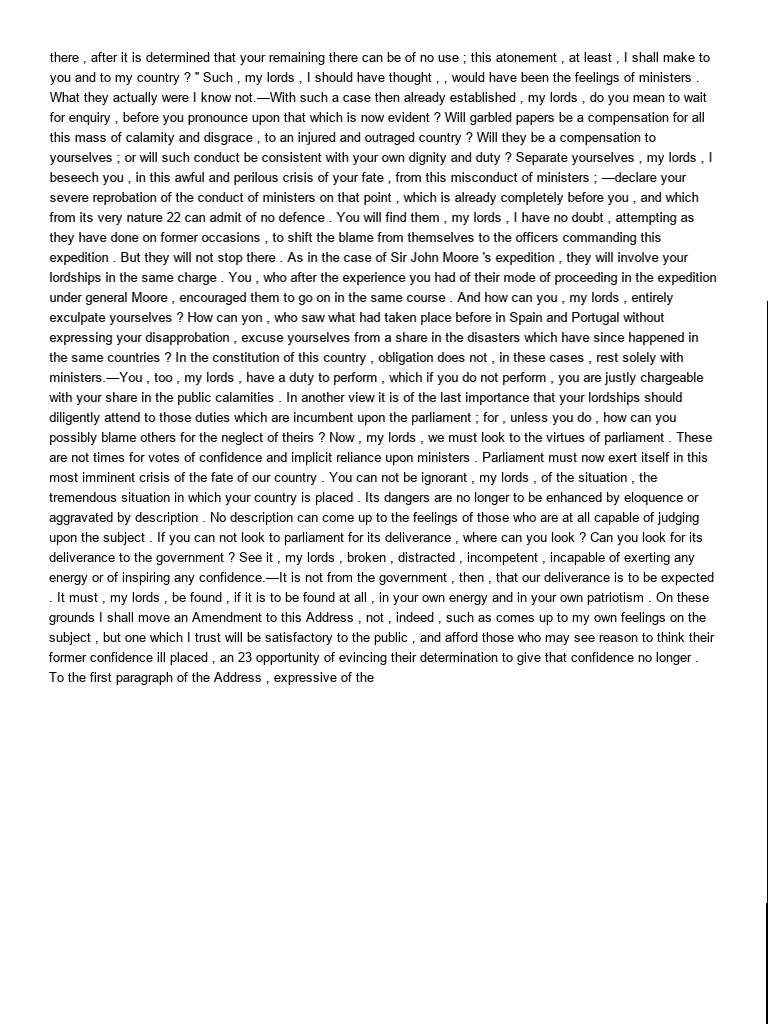 there , after it is determined that your remaining there can be of no use ; this atonement , at least , I shall make to
you and to my country ? " Such , my lords , I should have thought , , would have been the feelings of ministers .
What they actually were I know not.—With such a case then already established , my lords , do you mean to wait
for enquiry , before you pronounce upon that which is now evident ? Will garbled papers be a compensation for all
this mass of calamity and disgrace , to an injured and outraged country ? Will they be a compensation to
yourselves ; or will such conduct be consistent with your own dignity and duty ? Separate yourselves , my lords , I
beseech you , in this awful and perilous crisis of your fate , from this misconduct of ministers ; —declare your
severe reprobation of the conduct of ministers on that point , which is already completely before you , and which
from its very nature 22 can admit of no defence . You will find them , my lords , I have no doubt , attempting as
they have done on former occasions , to shift the blame from themselves to the officers commanding this
expedition . But they will not stop there . As in the case of Sir John Moore 's expedition , they will involve your
lordships in the same charge . You , who after the experience you had of their mode of proceeding in the expedition
under general Moore , encouraged them to go on in the same course . And how can you , my lords , entirely
exculpate yourselves ? How can yon , who saw what had taken place before in Spain and Portugal without
expressing your disapprobation , excuse yourselves from a share in the disasters which have since happened in
the same countries ? In the constitution of this country , obligation does not , in these cases , rest solely with
ministers.—You , too , my lords , have a duty to perform , which if you do not perform , you are justly chargeable
with your share in the public calamities . In another view it is of the last importance that your lordships should
diligently attend to those duties which are incumbent upon the parliament ; for , unless you do , how can you
possibly blame others for the neglect of theirs ? Now , my lords , we must look to the virtues of parliament . These
are not times for votes of confidence and implicit reliance upon ministers . Parliament must now exert itself in this
most imminent crisis of the fate of our country . You can not be ignorant , my lords , of the situation , the
tremendous situation in which your country is placed . Its dangers are no longer to be enhanced by eloquence or
aggravated by description . No description can come up to the feelings of those who are at all capable of judging
upon the subject . If you can not look to parliament for its deliverance , where can you look ? Can you look for its
deliverance to the government ? See it , my lords , broken , distracted , incompetent , incapable of exerting any
energy or of inspiring any confidence.—It is not from the government , then , that our deliverance is to be expected
. It must , my lords , be found , if it is to be found at all , in your own energy and in your own patriotism . On these
grounds I shall move an Amendment to this Address , not , indeed , such as comes up to my own feelings on the
subject , but one which I trust will be satisfactory to the public , and afford those who may see reason to think their
former confidence ill placed , an 23 opportunity of evincing their determination to give that confidence no longer .
To the first paragraph of the Address , expressive of the